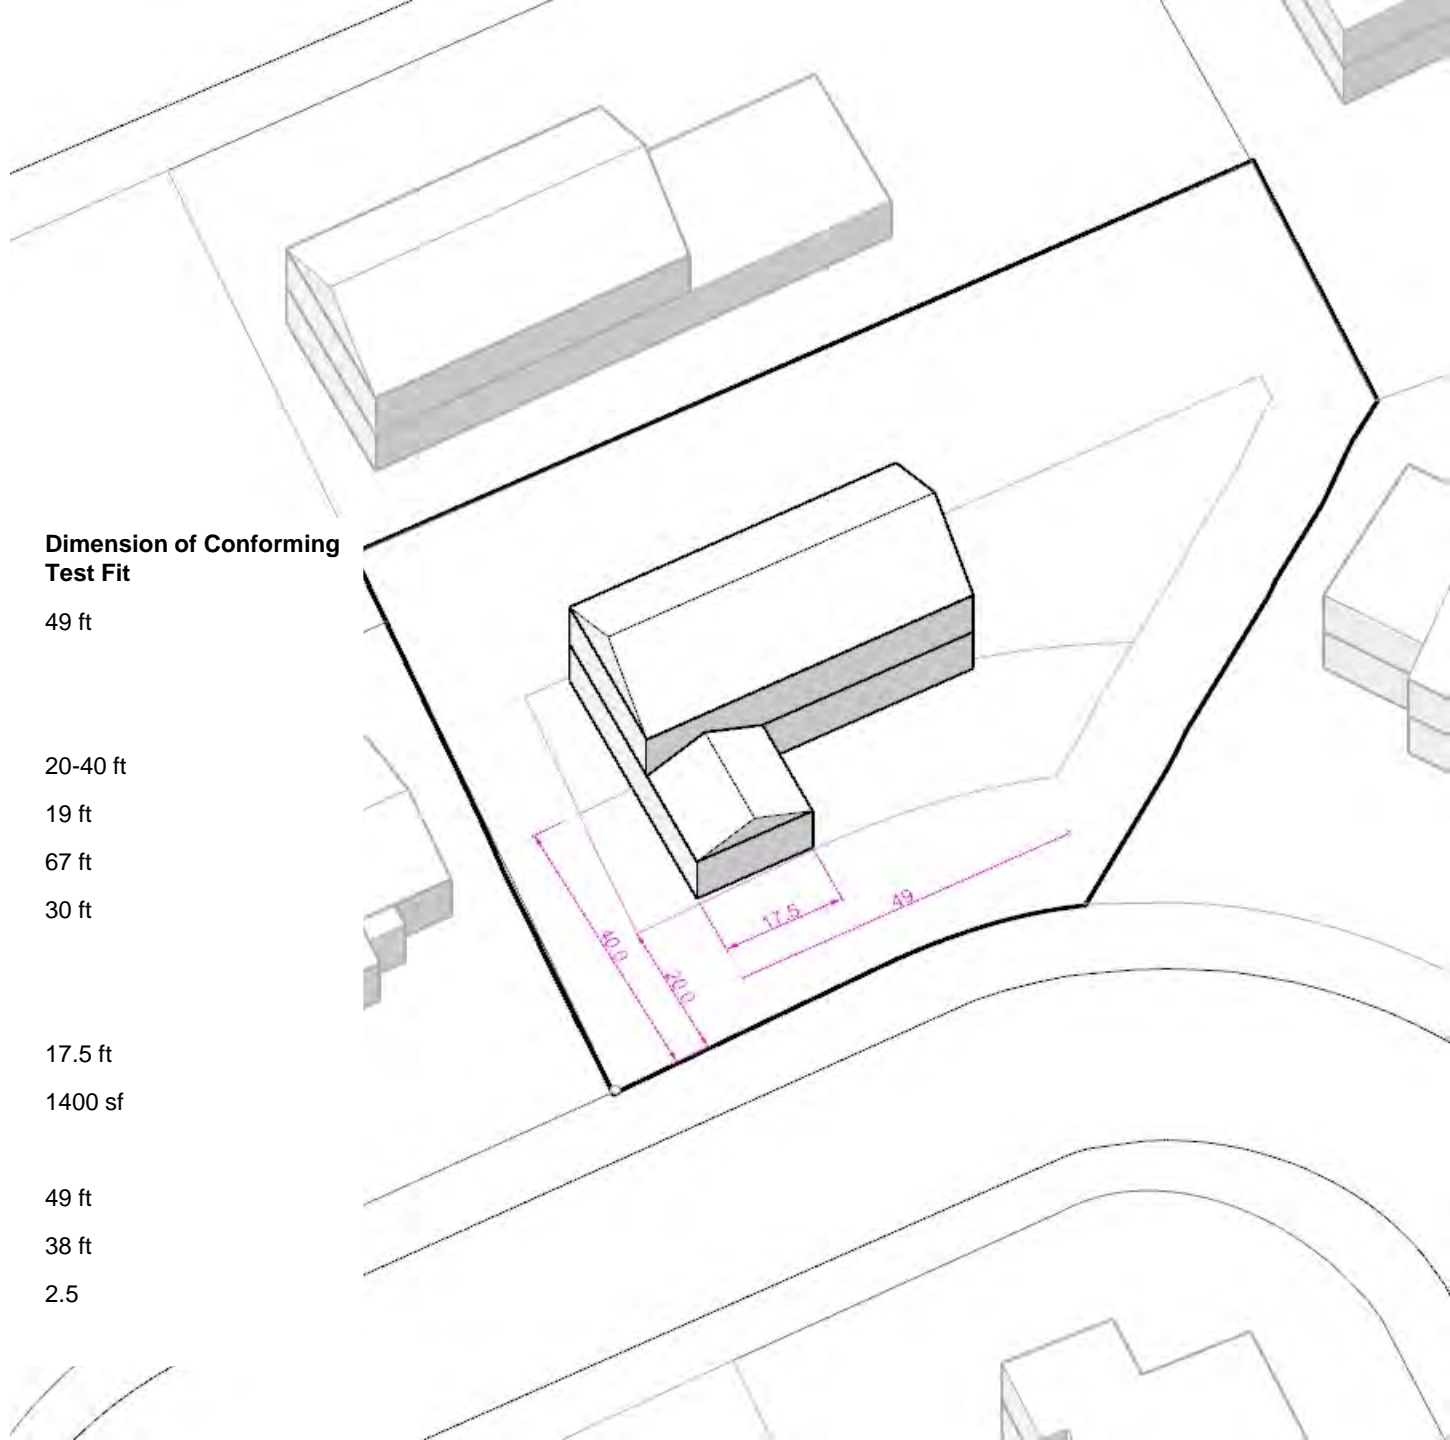 Dimension of Conforming
Test Fit
49 ft
20-40 ft
19 ft
67 ft
30 ft
17.5 ft
1400 sf
49 ft
38 ft
2.5
40.0
20.0
17.5
49